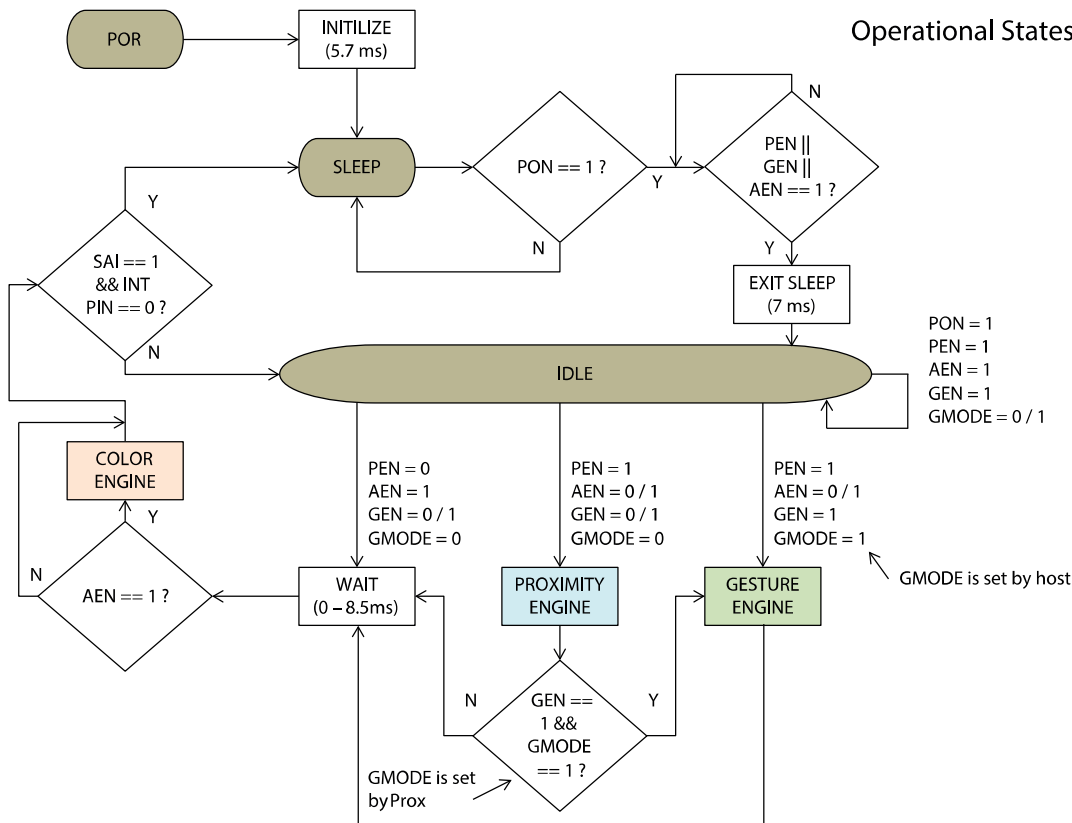 Operational States
POR
INITILIZE
(5.7 ms)
SLEEP
PON == 1 ?
Y
N
N
PEN ||
GEN ||
AEN == 1 ?
Y
EXIT SLEEP
(7 ms)
Y
SAI == 1
&& INT
PIN == 0 ?
N
IDLE
PON = 1
PEN = 1
AEN = 1
GEN = 1
GMODE = 0 / 1
COLOR
ENGINE
Y
N
AEN == 1 ?
PEN = 0
AEN = 1
GEN = 0 / 1
GMODE = 0
WAIT
(0 – 8.5ms)
PEN = 1
AEN = 0 / 1
GEN = 0 / 1
GMODE = 0
PROXIMITY
ENGINE
PEN = 1
AEN = 0 / 1
GEN = 1
GMODE = 1
GMODE is set by host
GESTURE
ENGINE
N
GEN ==
1 &&
GMODE
== 1 ?
Y
GMODE is set
by Prox